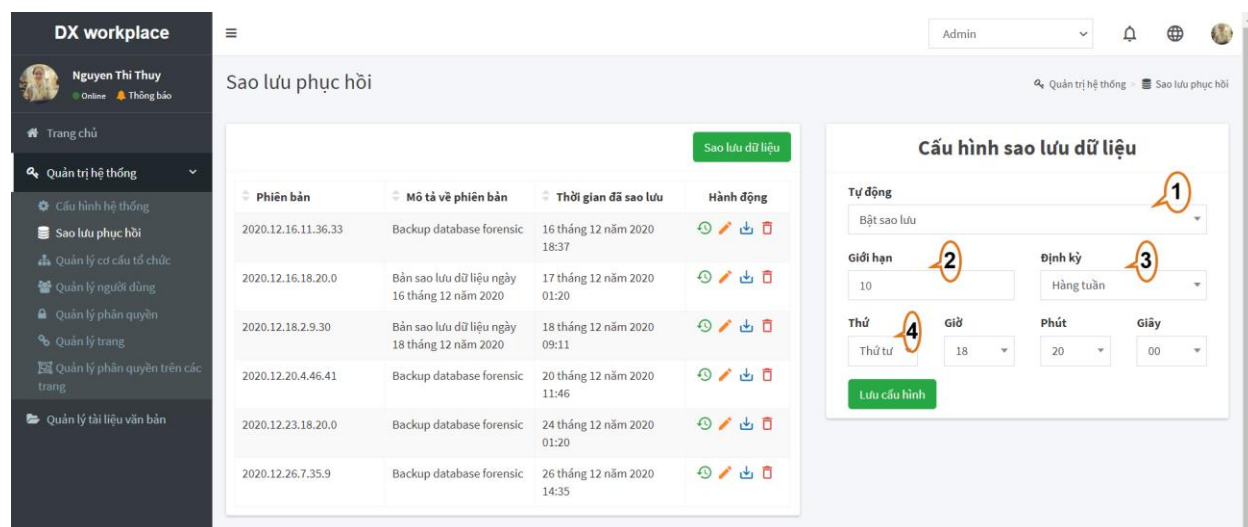 DX workplace
Admin
Nguyen Thi Thuy
Online Thông báo
Sao lưu phục hồi
Quản trị hệ thống > Sao lưu phục hồi
Trang chủ
Quản trị hệ thống
Cấu hình hệ thống
Sao lưu phục hồi
Quản lý cơ cấu tổ chức
Quản lý người dùng
Quản lý phân quyền
Quản lý trang
Quản lý phân quyền trên các
trang
Quản lý tài liệu văn bản
Sao lưu dữ liệu
Phiên bản Mô tả về phiên bản Thời gian đã sao lưu Hành động
2020.12.16.11.36.33 Backup database forensic 16 tháng 12 năm 2020
18:37
2020.12.16.18.20.0 Bản sao lưu dữ liệu ngày 17 tháng 12 năm 2020
16 tháng 12 năm 2020 01:20
2020.12.18.2.9.30 Bản sao lưu dữ liệu ngày 18 tháng 12 năm 2020
18 tháng 12 năm 2020 09:11
2020.12.20.4.46.41 Backup database forensic 20 tháng 12 năm 2020
11:46
2020.12.23.18.20.0 Backup database forensic 24 tháng 12 năm 2020
01:20
2020.12.26.7.35.9 Backup database forensic 26 tháng 12 năm 2020
14:35
Cấu hình sao lưu dữ liệu
Tự động 1
Bật sao lưu
Giới hạn 2 Định kỳ 3
10 Hàng tuần
Thứ 4 Giờ Phút Giây
Thứ tư 18 20 00
Lưu cấu hình